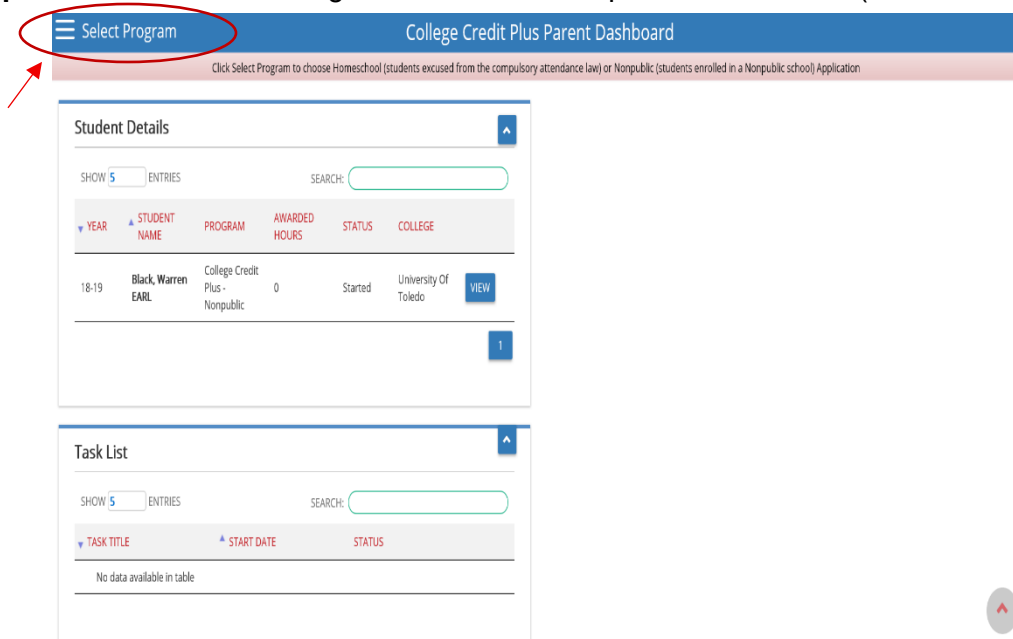 Select Program
College Credit Plus Parent Dashboard
Click Select Program to choose Homeschool (students excused from the compulsory attendance law) or Nonpublic (students enrolled in a Nonpublic school) Application
Student Details
SHOW 5 ENTRIES SEARCH:
YEAR STUDENT NAME PROGRAM AWARDED HOURS STATUS COLLEGE
18-19 Black, Warren EARL College Credit Plus - Nonpublic 0 Started University Of Toledo VIEW
1
Task List
SHOW 5 ENTRIES SEARCH:
TASK TITLE START DATE STATUS
No data available in table